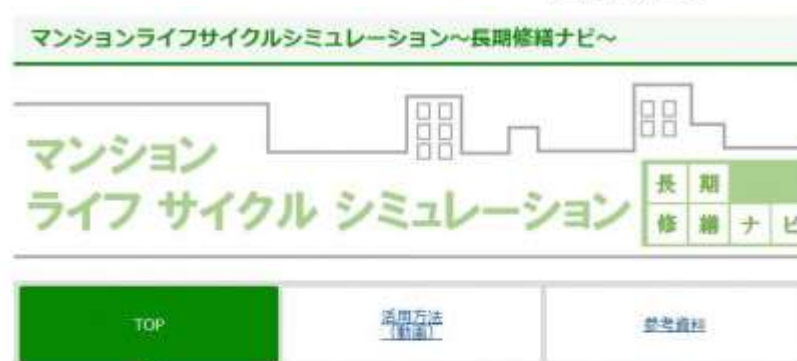 マンションライフサイクルシミュレーション～長期修繕ナビ～
マンション
ライフ サイクル シミュレーション
長期
修繕ナビ
TOP
活用方法
（動画）
参考資料